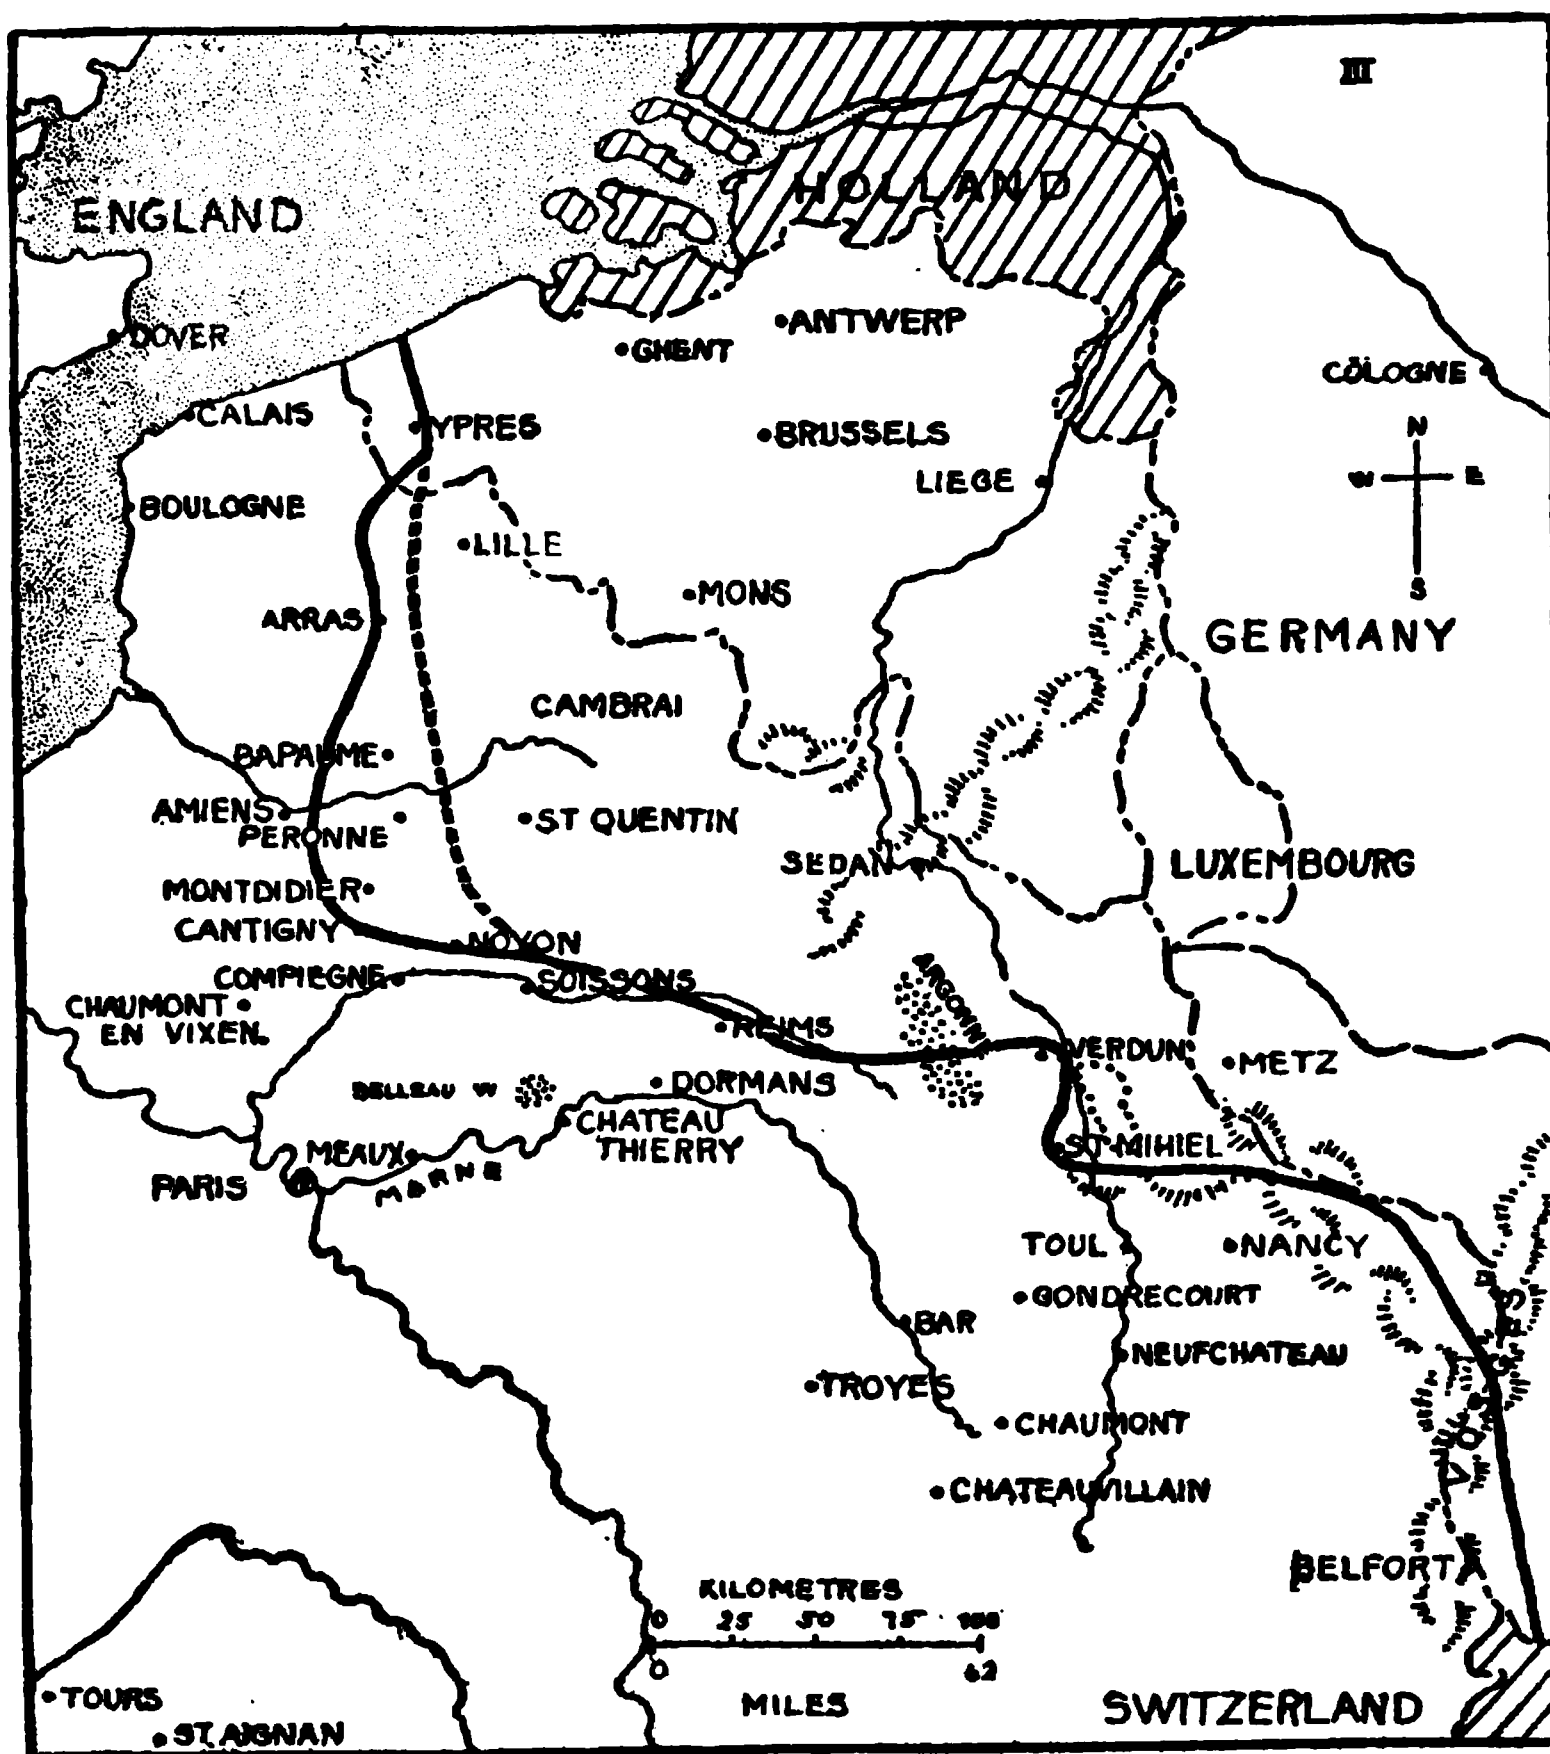 III
HOLLAND
ENGLAND
DOVER
ANTWERP
GHENT
COLOGNE
CALAIS
YPRES
BRUSSELS
N
W E
S
LIEGE
BOULOGNE
LILLE
MONS
ARRAS
GERMANY
CAMBRAI
BAPAUME
AMIENS
PERONNE
ST QUENTIN
SEDAN
LUXEMBOURG
MONTDIDIER
CANTIGNY
NOYON
COMPIEGNE
SOISSONS
ARGONNE
CHAUMONT
EN VIXEN.
REIMS
VERDUN
METZ
BELLEAU W
DORMANS
CHATEAU
THIERRY
MEAUX
MARNE
PARIS
ST MIHIEL
TOUL
NANCY
GONDRECOURT
BAR
NEUFCHATEAU
TROYES
CHAUMONT
VOSGES
CHATEAUVILLAIN
BELFORT
KILOMETRES
0 25 50 75 100
0 62
MILES
TOURS
ST. AIGNAN
SWITZERLAND